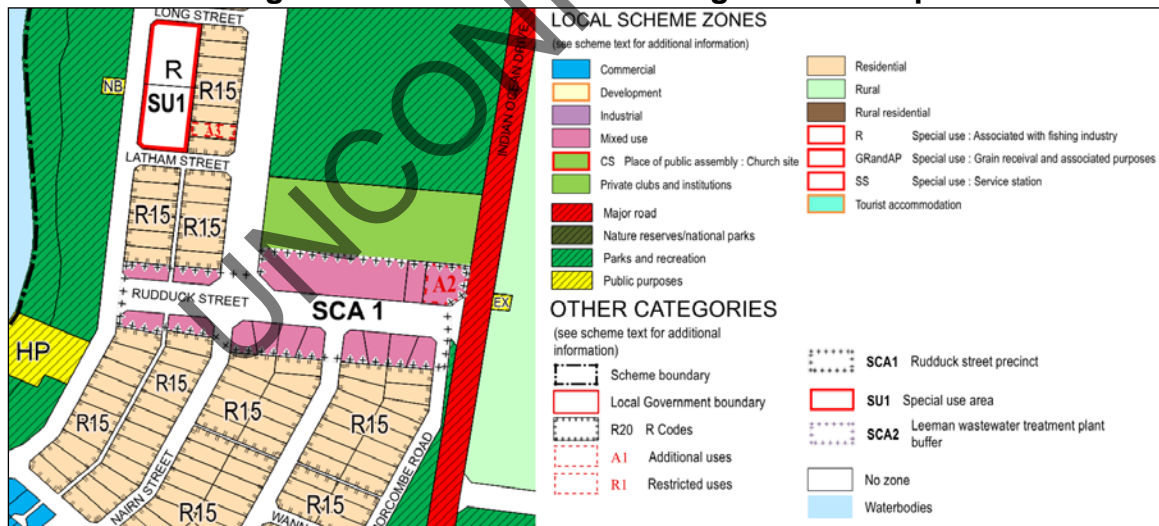 LONG STREET
R
SU1
R15
A3
NB
LATHAM STREET
R15
R15
RUDDUCK STREET
SCA 1
A2
EX
INDIAN OCEAN DRIVE
HP
R15
R15
R15
R15
R15
R15
NAIRN STREET
WANN
ORCOMBE ROAD
UNCON
LOCAL SCHEME ZONES
(see scheme text for additional information)
Commercial
Development
Industrial
Mixed use
CS Place of public assembly : Church site
Private clubs and institutions
Major road
Nature reserves/national parks
Parks and recreation
Public purposes
Residential
Rural
Rural residential
R Special use : Associated with fishing industry
GRandAP Special use : Grain receival and associated purposes
SS Special use : Service station
Tourist accommodation
OTHER CATEGORIES
(see scheme text for additional
information)
Scheme boundary
Local Government boundary
R20 R Codes
A1 Additional uses
R1 Restricted uses
SCA1 Rudduck street precinct
SU1 Special use area
SCA2 Leeman wastewater treatment plant
buffer
No zone
Waterbodies